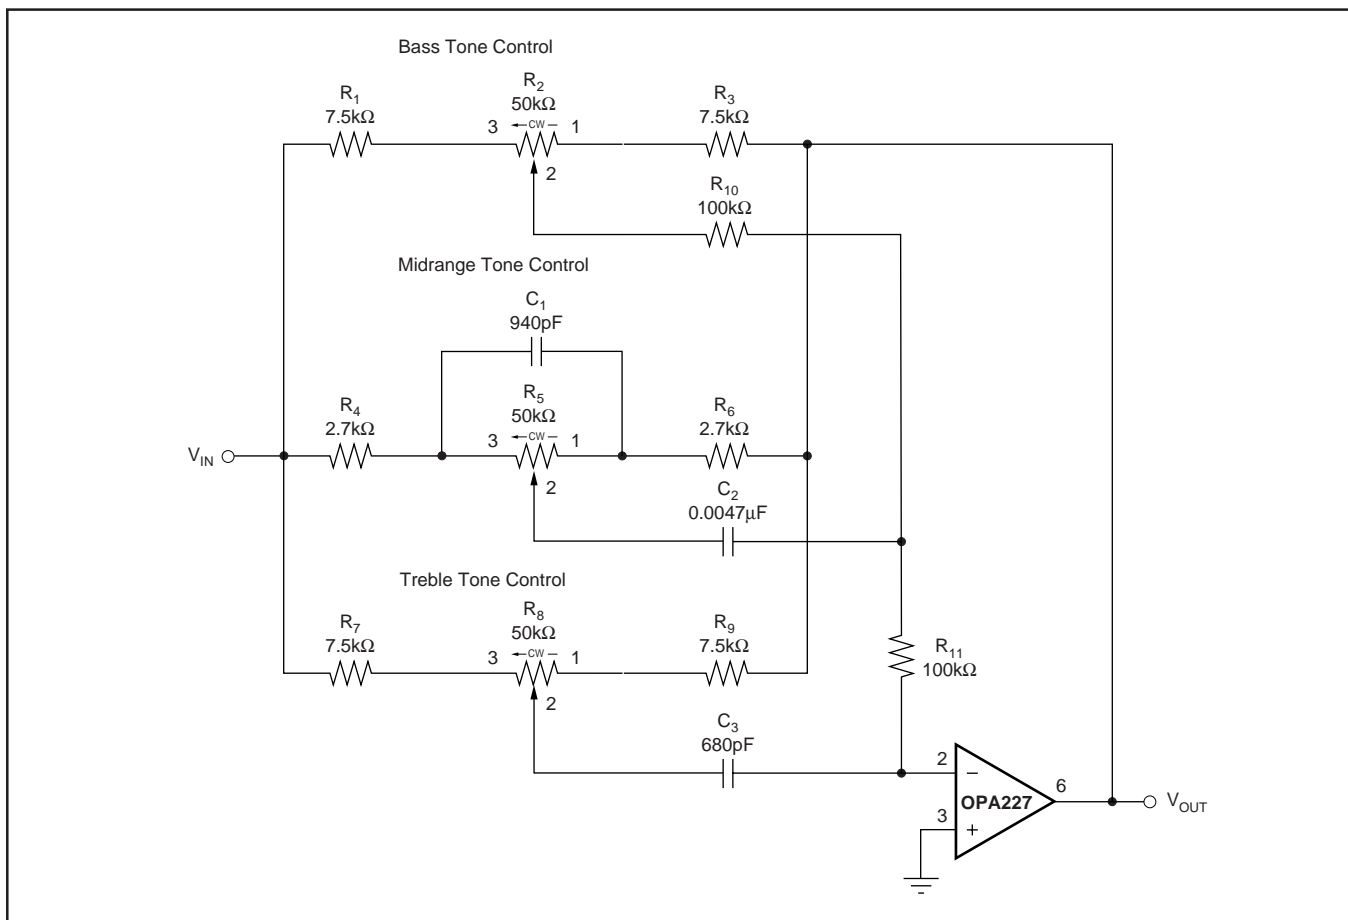 Bass Tone Control
R1
7.5kΩ
R2
50kΩ
3
CW
1
2
R3
7.5kΩ
R10
100kΩ
Midrange Tone Control
C1
940pF
R4
2.7kΩ
R5
50kΩ
3
CW
1
2
R6
2.7kΩ
VIN
C2
0.0047µF
Treble Tone Control
R7
7.5kΩ
R8
50kΩ
3
CW
1
2
R9
7.5kΩ
R11
100kΩ
C3
680pF
2
–
OPA227
3
+
6
VOUT